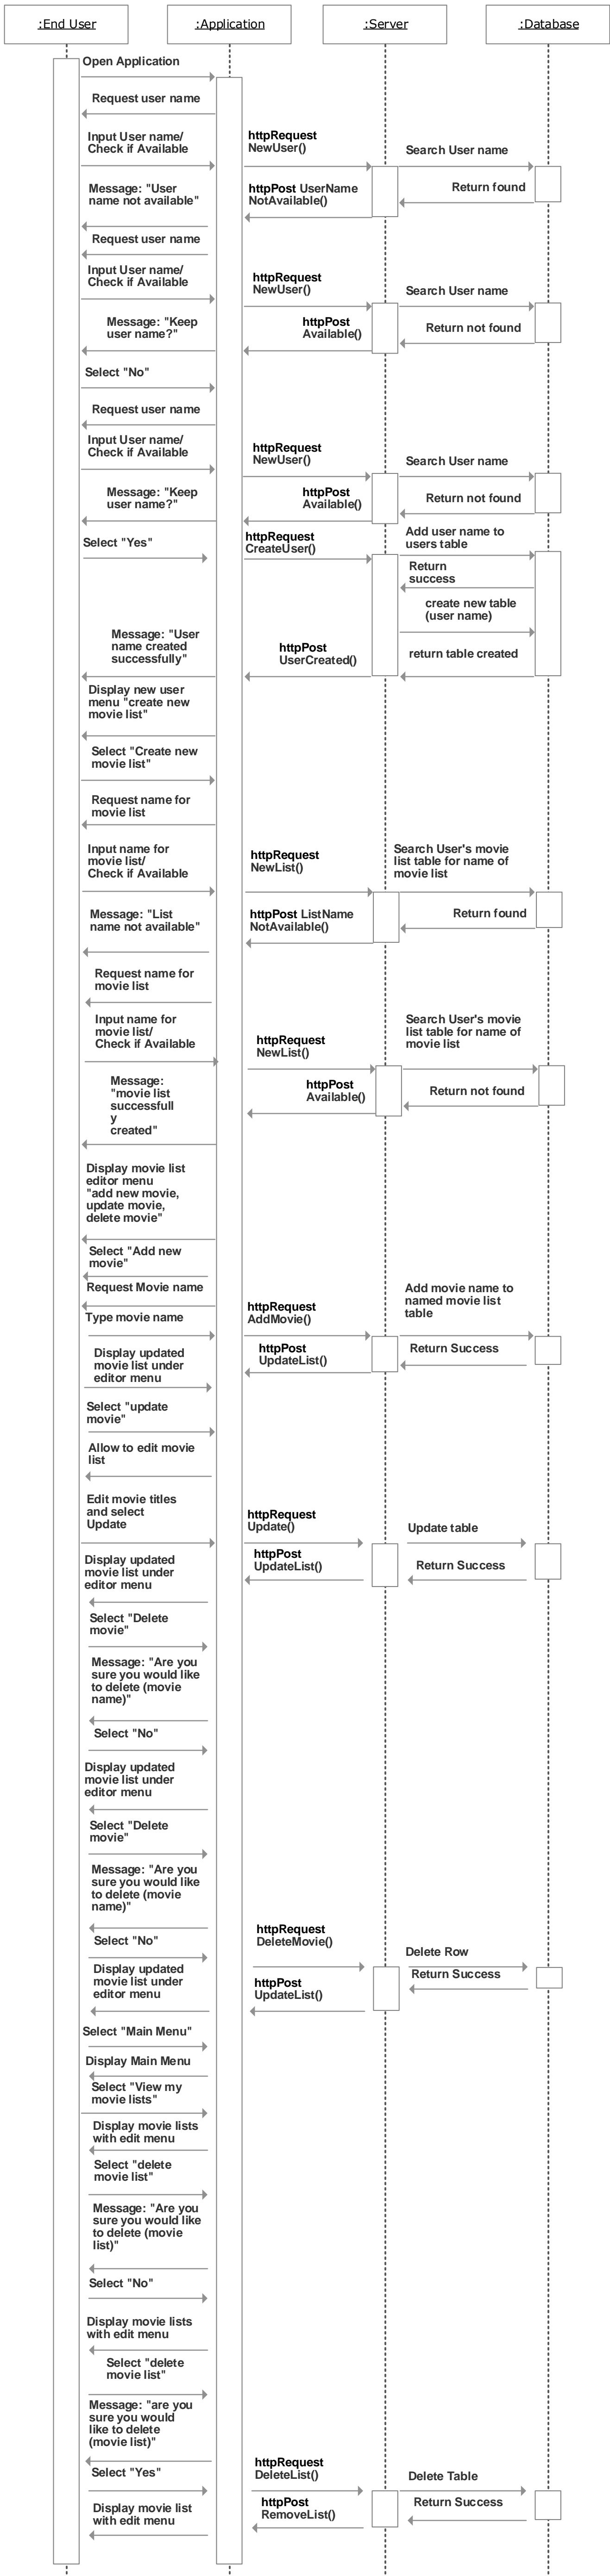 :End User
:Application
:Server
:Database
Open Application
Request user name
Input User name/
Check if Available
httpRequest
NewUser()
Search User name
Message: "User
name not available"
httpPost UserName
NotAvailable()
Return found
Request user name
Input User name/
Check if Available
httpRequest
NewUser()
Search User name
Message: "Keep
user name?"
httpPost
Available()
Return not found
Select "No"
Request user name
Input User name/
Check if Available
httpRequest
NewUser()
Search User name
Message: "Keep
user name?"
httpPost
Available()
Return not found
Select "Yes"
httpRequest
CreateUser()
Add user name to
users table
Return
success
create new table
(user name)
Message: "User
name created
successfully"
httpPost
UserCreated()
return table created
Display new user
menu "create new
movie list"
Select "Create new
movie list"
Request name for
movie list
Input name for
movie list/
Check if Available
httpRequest
NewList()
Search User's movie
list table for name of
movie list
Message: "List
name not available"
httpPost ListName
NotAvailable()
Return found
Request name for
movie list
Input name for
movie list/
Check if Available
httpRequest
NewList()
Search User's movie
list table for name of
movie list
Message:
"movie list
successfull
y
created"
httpPost
Available()
Return not found
Display movie list
editor menu
"add new movie,
update movie,
delete movie"
Select "Add new
movie"
Request Movie name
Type movie name
httpRequest
AddMovie()
Add movie name to
named movie list
table
Display updated
movie list under
editor menu
httpPost
UpdateList()
Return Success
Select "update
movie"
Allow to edit movie
list
Edit movie titles
and select
Update
httpRequest
Update()
Update table
Display updated
movie list under
editor menu
httpPost
UpdateList()
Return Success
Select "Delete
movie"
Message: "Are you
sure you would like
to delete (movie
name)"
Select "No"
Display updated
movie list under
editor menu
Select "Delete
movie"
Message: "Are you
sure you would like
to delete (movie
name)"
Select "No"
httpRequest
DeleteMovie()
Delete Row
Display updated
movie list under
editor menu
httpPost
UpdateList()
Return Success
Select "Main Menu"
Display Main Menu
Select "View my
movie lists"
Display movie lists
with edit menu
Select "delete
movie list"
Message: "Are you
sure you would like
to delete (movie
list)"
Select "No"
Display movie lists
with edit menu
Select "delete
movie list"
Message: "are you
sure you would
like to delete
(movie list)"
Select "Yes"
httpRequest
DeleteList()
Delete Table
Display movie list
with edit menu
httpPost
RemoveList()
Return Success